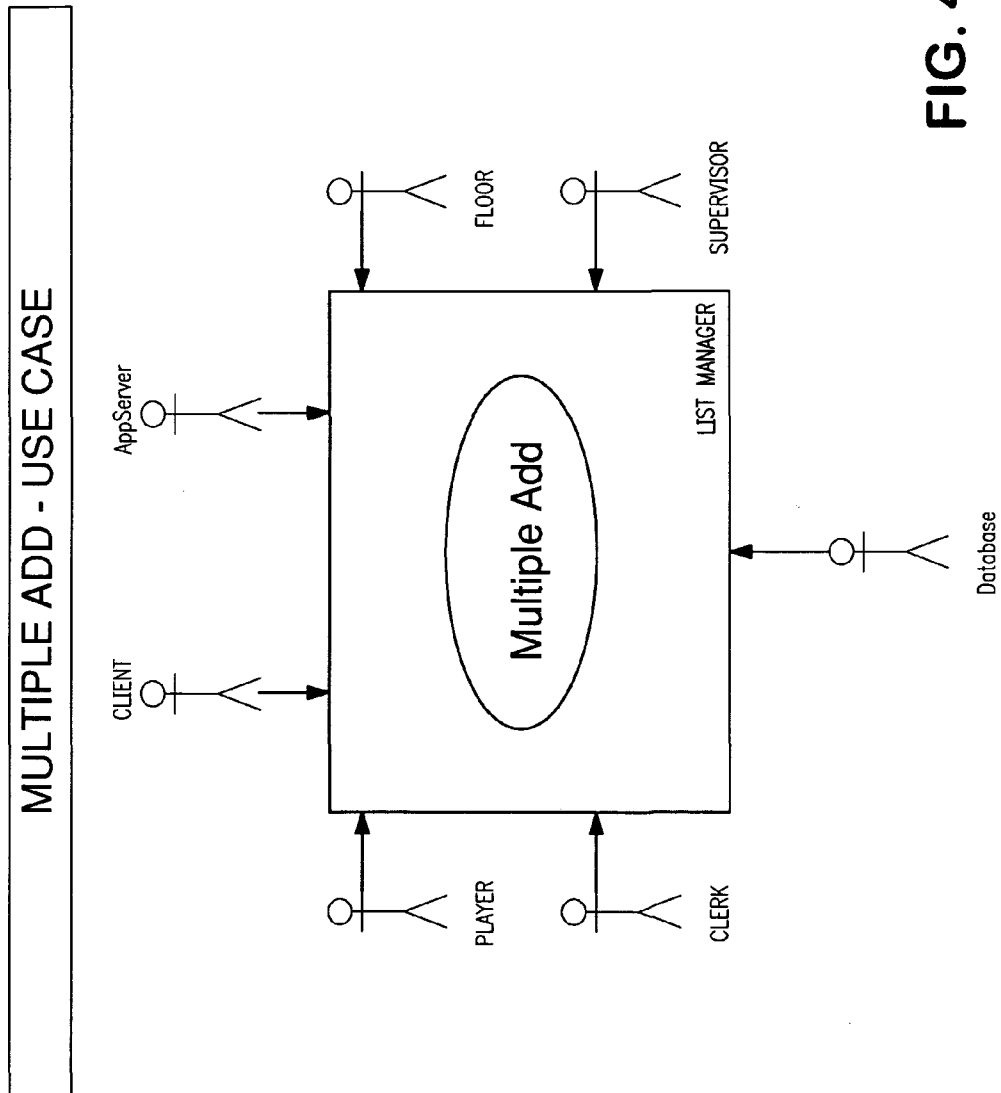 MULTIPLE ADD - USE CASE
CLIENT
AppServer
PLAYER
FLOOR
Multiple Add
CLERK
SUPERVISOR
LIST MANAGER
Database
FIG.